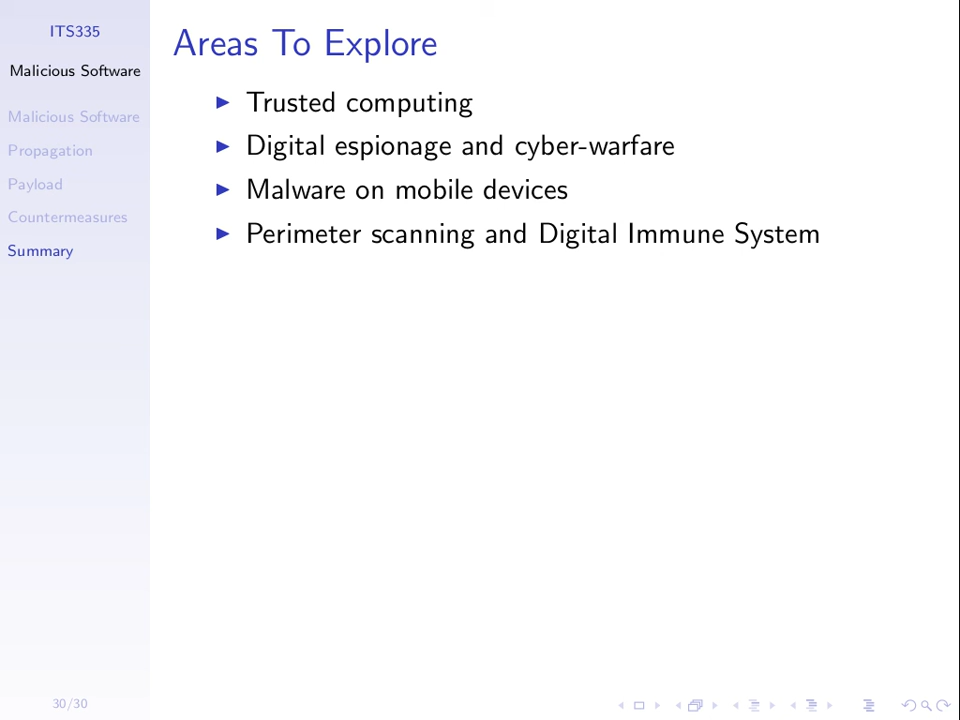 ITS335
Malicious Software
Malicious Software
Propagation
Payload
Countermeasures
Summary
Areas To Explore
Trusted computing
Digital espionage and cyber-warfare
Malware on mobile devices
Perimeter scanning and Digital Immune System
30/30